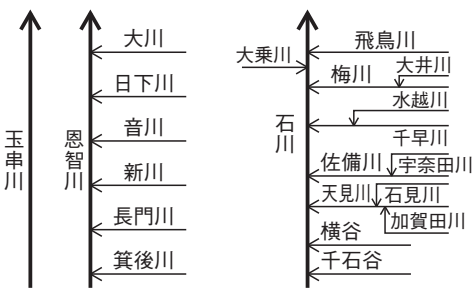 玉串川
恩智川
大川
日下川
音川
新川
長門川
箕後川
石川
大乗川
飛鳥川
梅川
大井川
水越川
千早川
佐備川
宇奈田川
天見川
石見川
加賀田川
横谷
千石谷